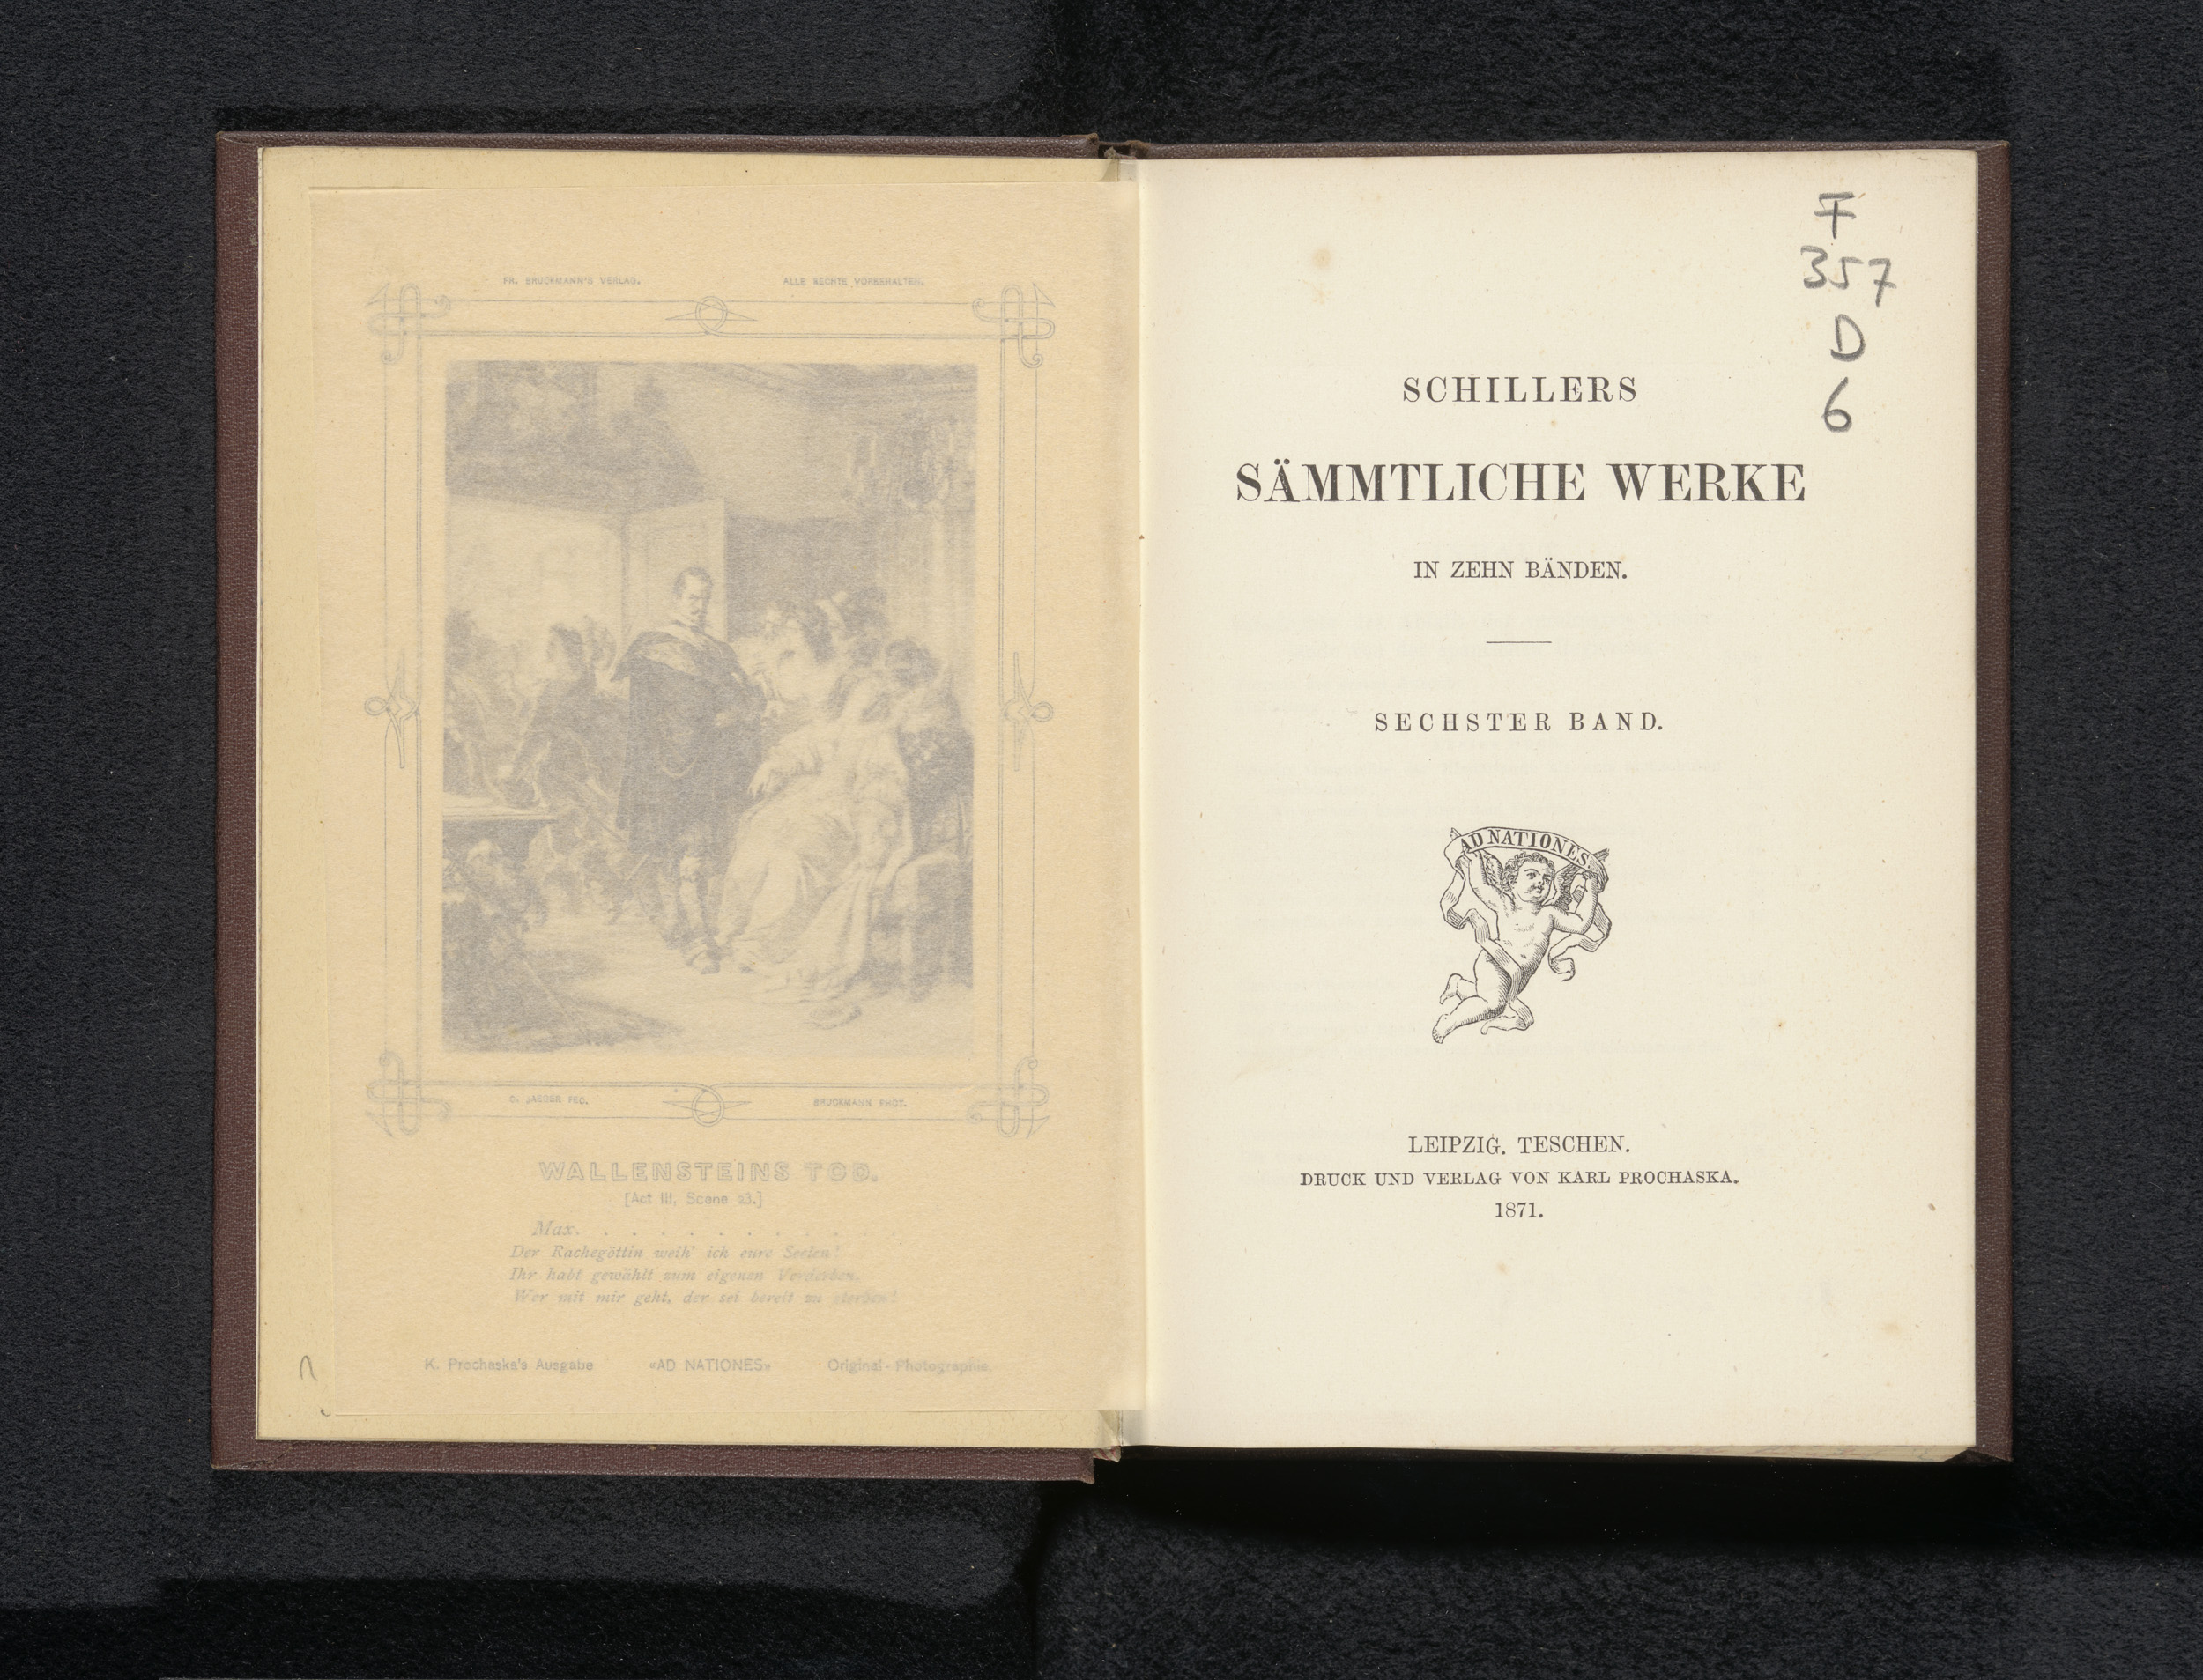 FR. BRUCKMANN'S VERLAG. ALLE RECHTE VORBEHALTEN.
C. JAEGER FEC. BRUCKMANN PHOT.
WALLENSTEINS TOD.
[Act III, Scene 23.]
Max. . . . . . . . . . .
Der Rachegöttin weih' ich eure Seelen!
Ihr habt gewählt zum eigenen Verderben.
Wer mit mir geht, der sei bereit zu sterben!
K. Prochaska's Ausgabe «AD NATIONES» Original-Photographie.
F
357
D
6
SCHILLERS
SÄMMTLICHE WERKE
IN ZEHN BÄNDEN.
SECHSTER BAND.
AD NATIONES.
LEIPZIG. TESCHEN.
DRUCK UND VERLAG VON KARL PROCHASKA.
1871.